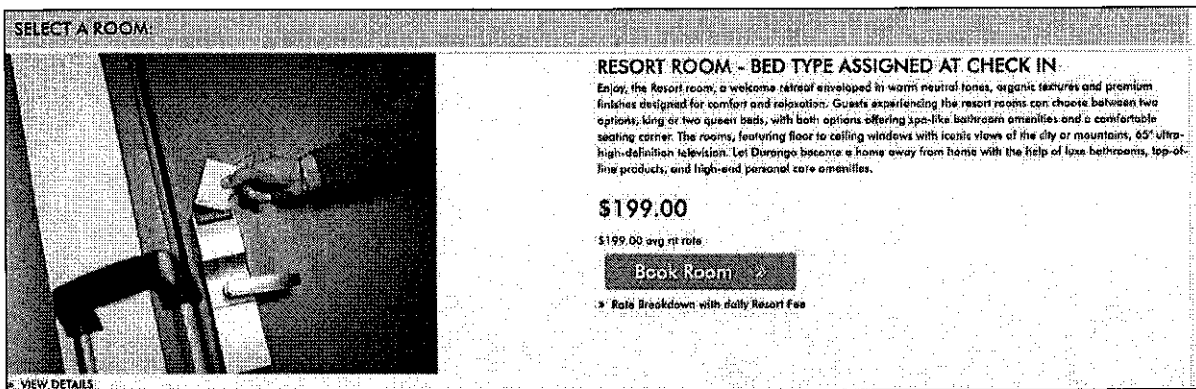 SELECT A ROOM:
RESORT ROOM - BED TYPE ASSIGNED AT CHECK IN
Enjoy, the Resort room, a welcome retreat enveloped in warm neutral tones, organic textures and premium
finishes designed for comfort and relaxation. Guests experiencing the resort rooms can choose between two
options, king or two queen beds, with both options offering spa-like bathroom amenities and a comfortable
seating corner. The rooms, featuring floor to ceiling windows with iconic views of the city or mountains, 65" ultra-
high-definition television. Let Durango become a home away from home with the help of luxe bathrooms, top-of-
line products, and high-end personal care amenities.
$199.00
$199.00 avg nt rate
Book Room »
» Rate Breakdown with daily Resort Fee
» VIEW DETAILS